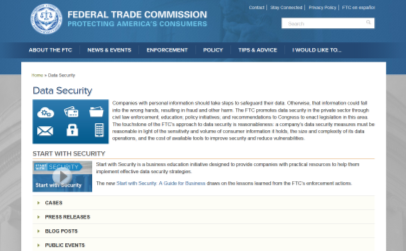 Contact | Stay Connected | Privacy Policy | FTC en español
FEDERAL TRADE COMMISSION
PROTECTING AMERICA'S CONSUMERS
Search
ABOUT THE FTC NEWS & EVENTS ENFORCEMENT POLICY TIPS & ADVICE I WOULD LIKE TO...
Home » Data Security
Data Security
Companies with personal information should take steps to safeguard their data. Otherwise, that information could fall
into the wrong hands, resulting in fraud and other harm. The FTC promotes data security in the private sector through
civil law enforcement, education, policy initiatives, and recommendations to Congress to enact legislation in this area.
The touchstone of the FTC's approach to data security is reasonableness: a company's data security measures must be
reasonable in light of the sensitivity and volume of consumer information it holds, the size and complexity of its data
operations, and the cost of available tools to improve security and reduce vulnerabilities.
START WITH SECURITY
SECURITY
Start with Security
Start with Security is a business education initiative designed to provide companies with practical resources to help them
implement effective data security strategies.
The new Start with Security: A Guide for Business draws on the lessons learned from the FTC's enforcement actions.
CASES
PRESS RELEASES
BLOG POSTS
PUBLIC EVENTS